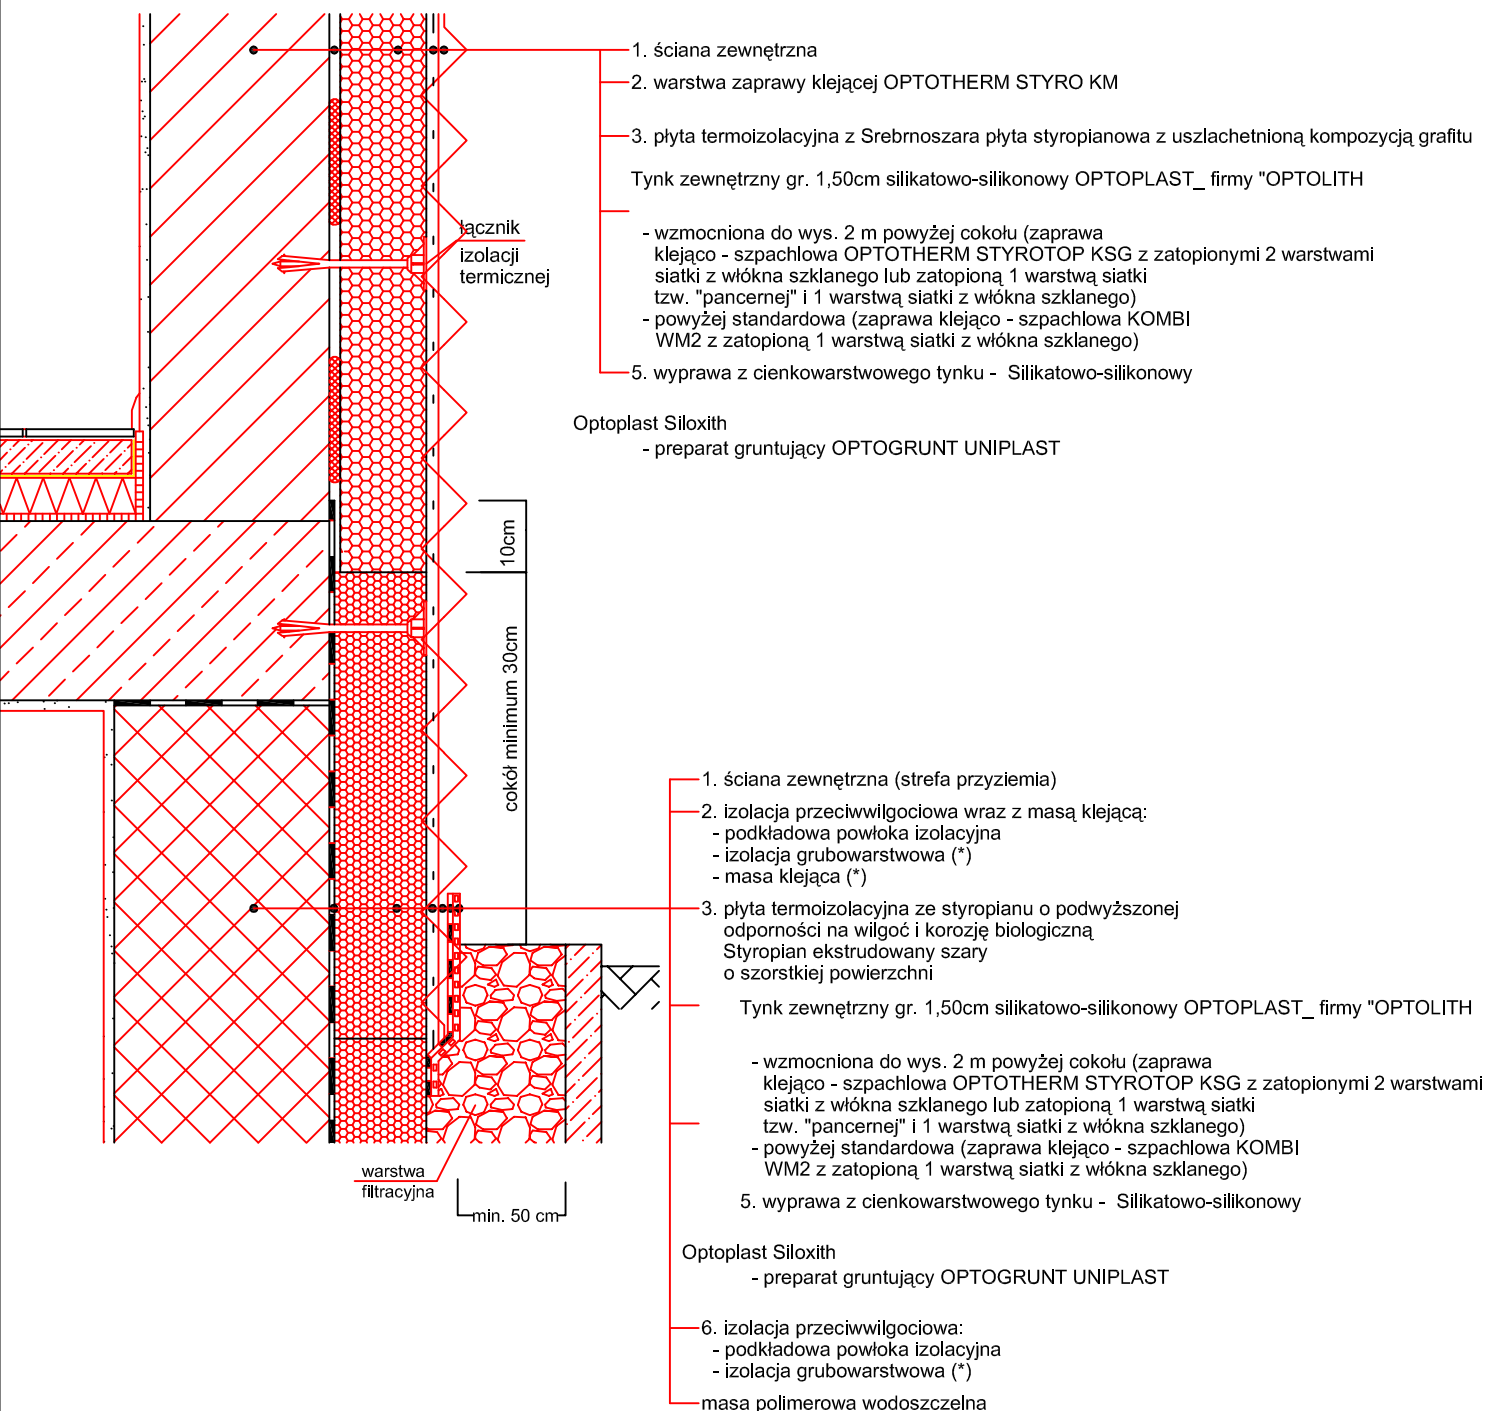 1. ściana zewnętrzna
2. warstwa zaprawy klejącej OPTOTHERM STYRO KM
3. płyta termoizolacyjna z Srebrnoszara płyta styropianowa z uszlachetnioną kompozycją grafitu
Tynk zewnętrzny gr. 1,50cm silikatowo-silikonowy OPTOPLAST_ firmy "OPTOLITH
- wzmocniona do wys. 2 m powyżej cokołu (zaprawa
klejąco - szpachlowa OPTOTHERM STYROTOP KSG z zatopionymi 2 warstwami
siatki z włókna szklanego lub zatopioną 1 warstwą siatki
tzw. "pancernej" i 1 warstwą siatki z włókna szklanego)
- powyżej standardowa (zaprawa klejąco - szpachlowa KOMBI
WM2 z zatopioną 1 warstwą siatki z włókna szklanego)
5. wyprawa z cienkowarstwowego tynku - Silikatowo-silikonowy
Optoplast Siloxith
- preparat gruntujący OPTOGRUNT UNIPLAST
łącznik
izolacji
termicznej
10cm
cokół minimum 30cm
1. ściana zewnętrzna (strefa przyziemia)
2. izolacja przeciwwilgociowa wraz z masą klejącą:
- podkładowa powłoka izolacyjna
- izolacja grubowarstwowa (*)
- masa klejąca (*)
3. płyta termoizolacyjna ze styropianu o podwyższonej
odporności na wilgoć i korozję biologiczną
Styropian ekstrudowany szary
o szorstkiej powierzchni
Tynk zewnętrzny gr. 1,50cm silikatowo-silikonowy OPTOPLAST_ firmy "OPTOLITH
- wzmocniona do wys. 2 m powyżej cokołu (zaprawa
klejąco - szpachlowa OPTOTHERM STYROTOP KSG z zatopionymi 2 warstwami
siatki z włókna szklanego lub zatopioną 1 warstwą siatki
tzw. "pancernej" i 1 warstwą siatki z włókna szklanego)
- powyżej standardowa (zaprawa klejąco - szpachlowa KOMBI
WM2 z zatopioną 1 warstwą siatki z włókna szklanego)
5. wyprawa z cienkowarstwowego tynku - Silikatowo-silikonowy
Optoplast Siloxith
- preparat gruntujący OPTOGRUNT UNIPLAST
6. izolacja przeciwwilgociowa:
- podkładowa powłoka izolacyjna
- izolacja grubowarstwowa (*)
masa polimerowa wodoszczelna
warstwa
filtracyjna
min. 50 cm